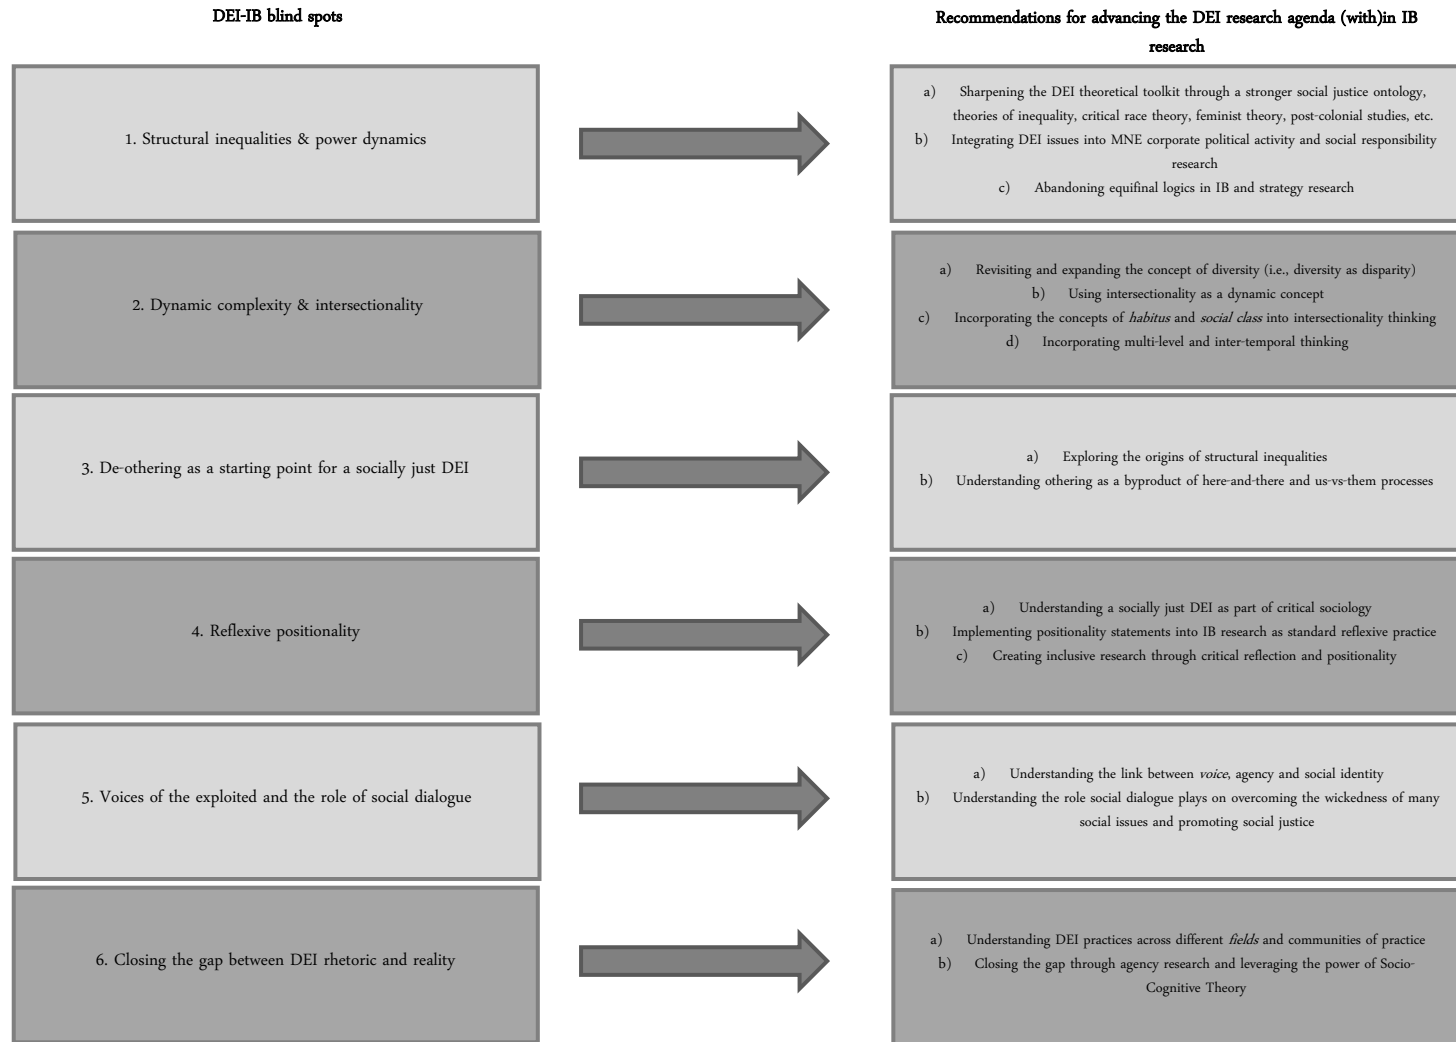 DEI-IB blind spots
Recommendations for advancing the DEI research agenda (with)in IB
research
1. Structural inequalities & power dynamics
a) Sharpening the DEI theoretical toolkit through a stronger social justice ontology,
theories of inequality, critical race theory, feminist theory, post-colonial studies, etc.
b) Integrating DEI issues into MNE corporate political activity and social responsibility
research
c) Abandoning equifinal logics in IB and strategy research
2. Dynamic complexity & intersectionality
a) Revisiting and expanding the concept of diversity (i.e., diversity as disparity)
b) Using intersectionality as a dynamic concept
c) Incorporating the concepts of habitus and social class into intersectionality thinking
d) Incorporating multi-level and inter-temporal thinking
3. De-othering as a starting point for a socially just DEI
a) Exploring the origins of structural inequalities
b) Understanding othering as a byproduct of here-and-there and us-vs-them processes
4. Reflexive positionality
a) Understanding a socially just DEI as part of critical sociology
b) Implementing positionality statements into IB research as standard reflexive practice
c) Creating inclusive research through critical reflection and positionality
5. Voices of the exploited and the role of social dialogue
a) Understanding the link between voice, agency and social identity
b) Understanding the role social dialogue plays on overcoming the wickedness of many
social issues and promoting social justice
6. Closing the gap between DEI rhetoric and reality
a) Understanding DEI practices across different fields and communities of practice
b) Closing the gap through agency research and leveraging the power of Socio-
Cognitive Theory